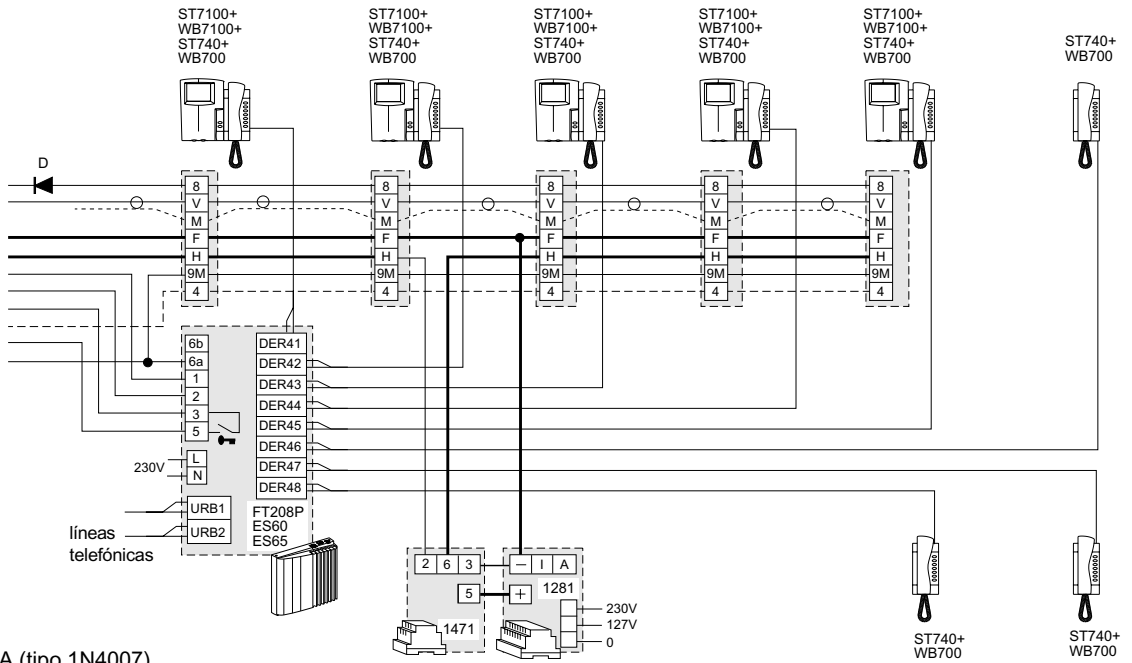 ST7100+
WB7100+
ST740+
WB700
ST7100+
WB7100+
ST740+
WB700
ST7100+
WB7100+
ST740+
WB700
ST7100+
WB7100+
ST740+
WB700
ST7100+
WB7100+
ST740+
WB700
ST740+
WB700
D
8
V
M
F
H
9M
4
8
V
M
F
H
9M
4
8
V
M
F
H
9M
4
8
V
M
F
H
9M
4
8
V
M
F
H
9M
4
6b
6a
1
2
3
5
230V
L
N
URB1
URB2
líneas
telefónicas
DER41
DER42
DER43
DER44
DER45
DER46
DER47
DER48
FT208P
ES60
ES65
2 6 3
5
1471
– I A
+
1281
230V
127V
0
ST740+
WB700
ST740+
WB700
A (tipo 1N4007)